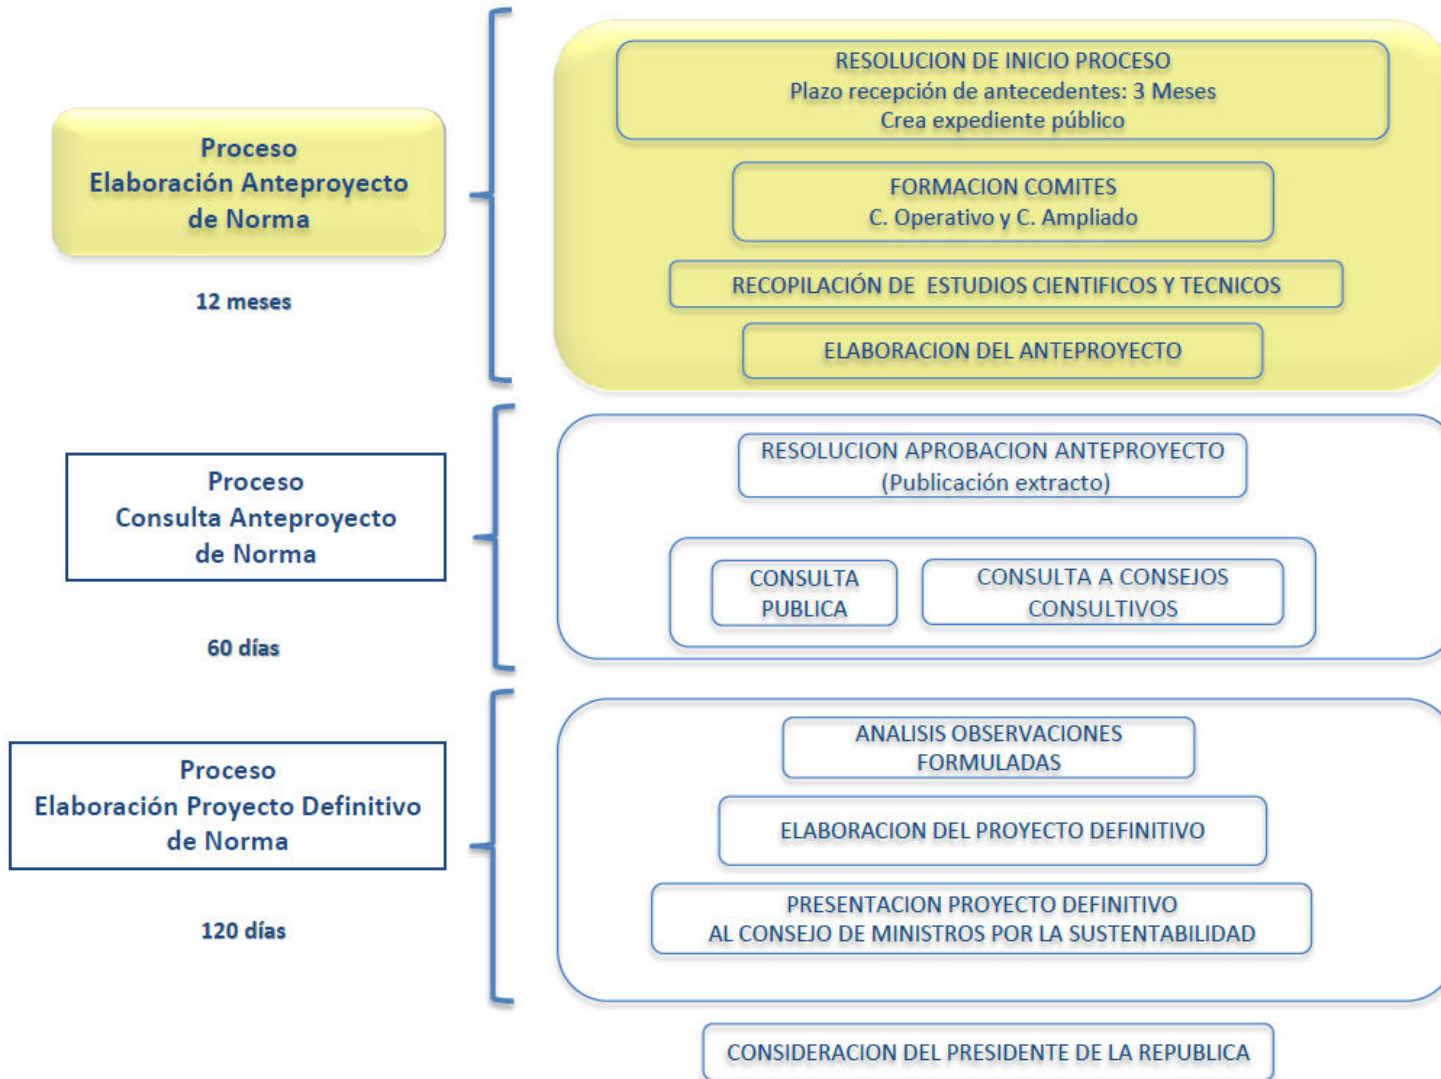 Proceso
Elaboración Anteproyecto
de Norma
12 meses
RESOLUCION DE INICIO PROCESO
Plazo recepción de antecedentes: 3 Meses
Crea expediente público
FORMACION COMITES
C. Operativo y C. Ampliado
RECOPILACIÓN DE ESTUDIOS CIENTIFICOS Y TECNICOS
ELABORACION DEL ANTEPROYECTO
Proceso
Consulta Anteproyecto
de Norma
60 días
RESOLUCION APROBACION ANTEPROYECTO
(Publicación extracto)
CONSULTA
PUBLICA
CONSULTA A CONSEJOS
CONSULTIVOS
Proceso
Elaboración Proyecto Definitivo
de Norma
120 días
ANALISIS OBSERVACIONES
FORMULADAS
ELABORACION DEL PROYECTO DEFINITIVO
PRESENTACION PROYECTO DEFINITIVO
AL CONSEJO DE MINISTROS POR LA SUSTENTABILIDAD
CONSIDERACION DEL PRESIDENTE DE LA REPUBLICA